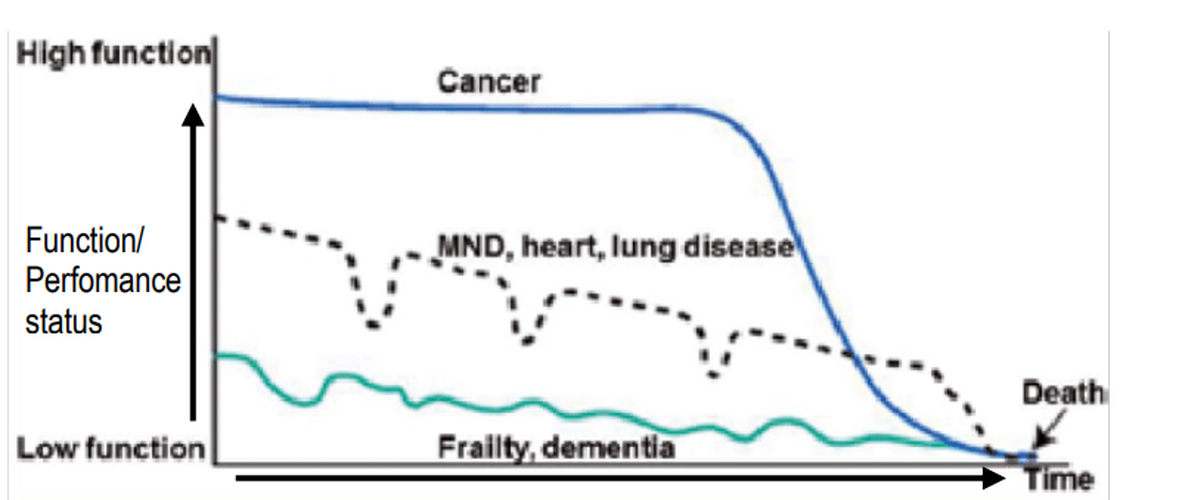 High function
Cancer
Function/
Perfomance
status
MND, heart, lung disease
Death
Low function
Frailty, dementia
Time